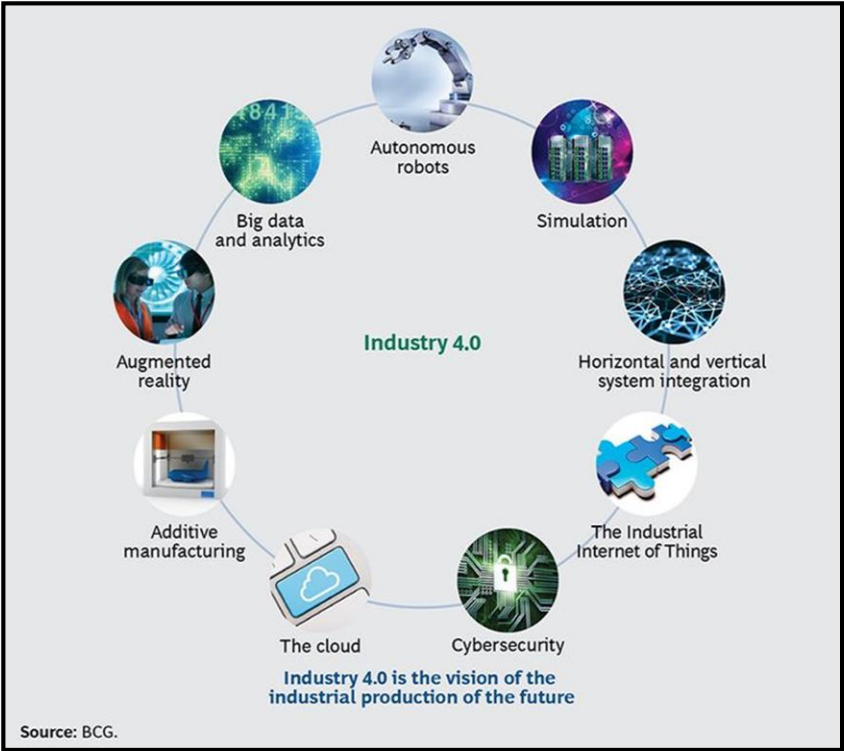 Autonomous
robots
Simulation
Horizontal and vertical
system integration
The Industrial
Internet of Things
Cybersecurity
The cloud
Additive
manufacturing
Augmented
reality
Big data
and analytics
Industry 4.0
Industry 4.0 is the vision of the
industrial production of the future
Source: BCG.